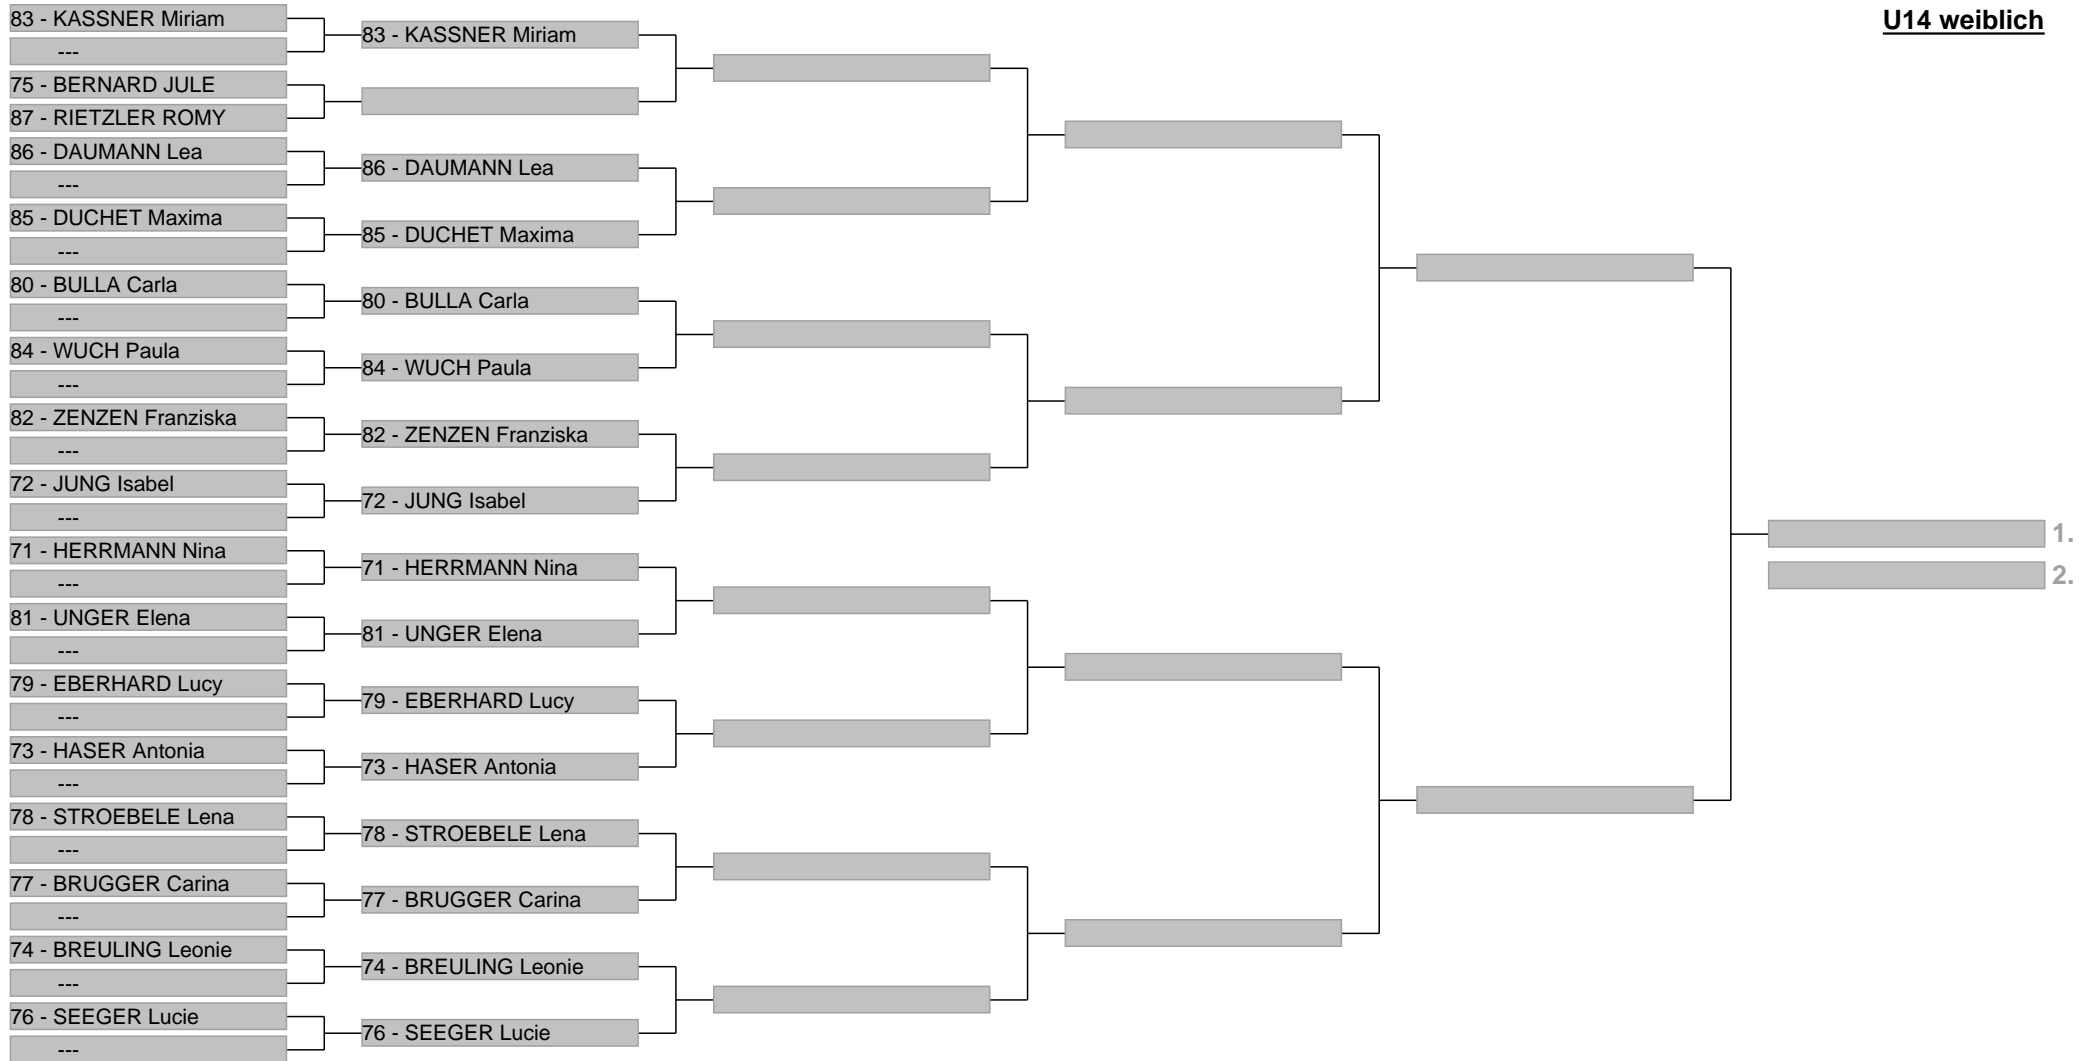 U14 weiblich
83 - KASSNER Miriam
---
75 - BERNARD JULE
87 - RIETZLER ROMY
86 - DAUMANN Lea
---
85 - DUCHET Maxima
---
80 - BULLA Carla
---
84 - WUCH Paula
---
82 - ZENZEN Franziska
---
72 - JUNG Isabel
---
71 - HERRMANN Nina
---
81 - UNGER Elena
---
79 - EBERHARD Lucy
---
73 - HASER Antonia
---
78 - STROEBELE Lena
---
77 - BRUGGER Carina
---
74 - BREULING Leonie
---
76 - SEEGER Lucie
---
83 - KASSNER Miriam
86 - DAUMANN Lea
85 - DUCHET Maxima
80 - BULLA Carla
84 - WUCH Paula
82 - ZENZEN Franziska
72 - JUNG Isabel
71 - HERRMANN Nina
81 - UNGER Elena
79 - EBERHARD Lucy
73 - HASER Antonia
78 - STROEBELE Lena
77 - BRUGGER Carina
74 - BREULING Leonie
76 - SEEGER Lucie
1.
2.